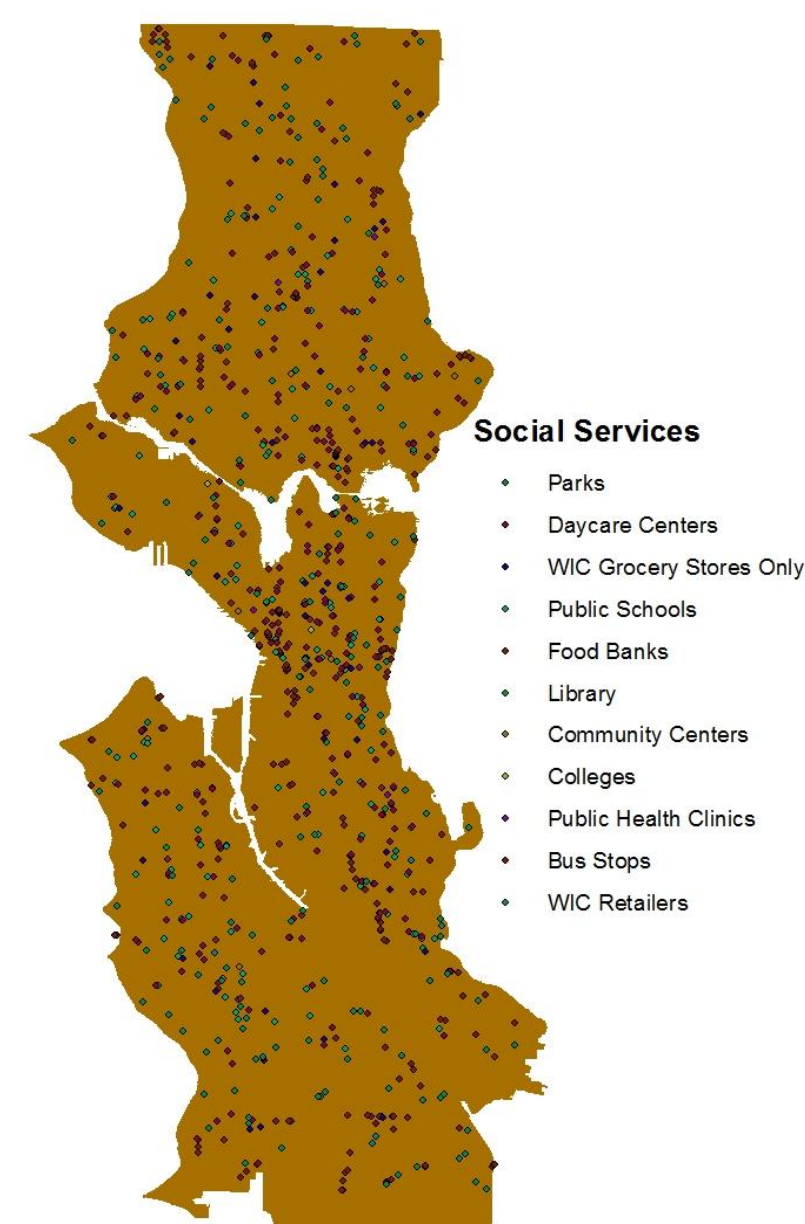 Social Services
Parks
Daycare Centers
WIC Grocery Stores Only
Public Schools
Food Banks
Library
Community Centers
Colleges
Public Health Clinics
Bus Stops
WIC Retailers